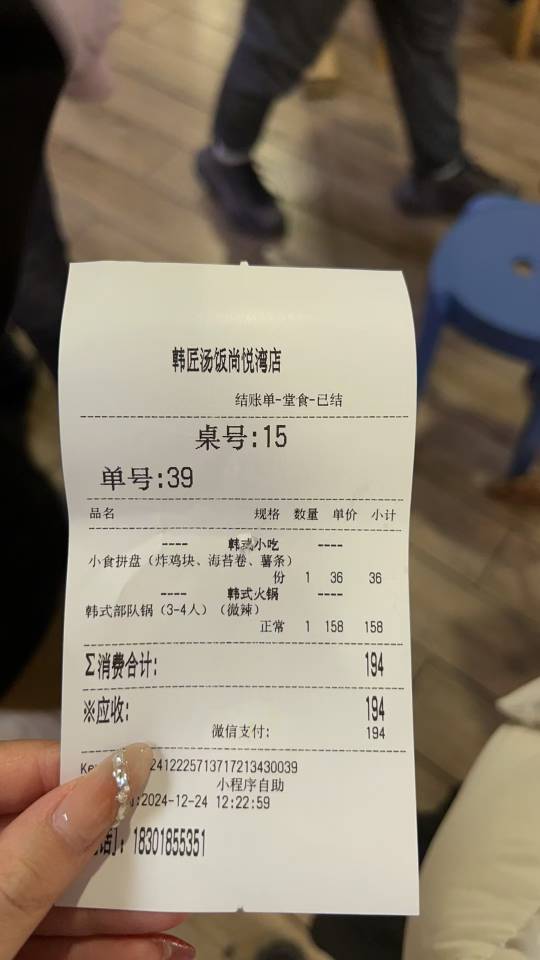 韩匠汤饭尚悦湾店
结账单-堂食-已结
桌号:15
单号:39
品名 规格 数量 单价 小计
---- 韩式小吃 ----
小食拼盘（炸鸡块、海苔卷、薯条）
份 1 36 36
---- 韩式火锅 ----
韩式部队锅（3-4人）（微辣）
正常 1 158 158
Σ消费合计: 194
※应收: 194
微信支付: 194
2412225713717213430039
小程序自助
:2024-12-24 12:22:59
: 18301855351